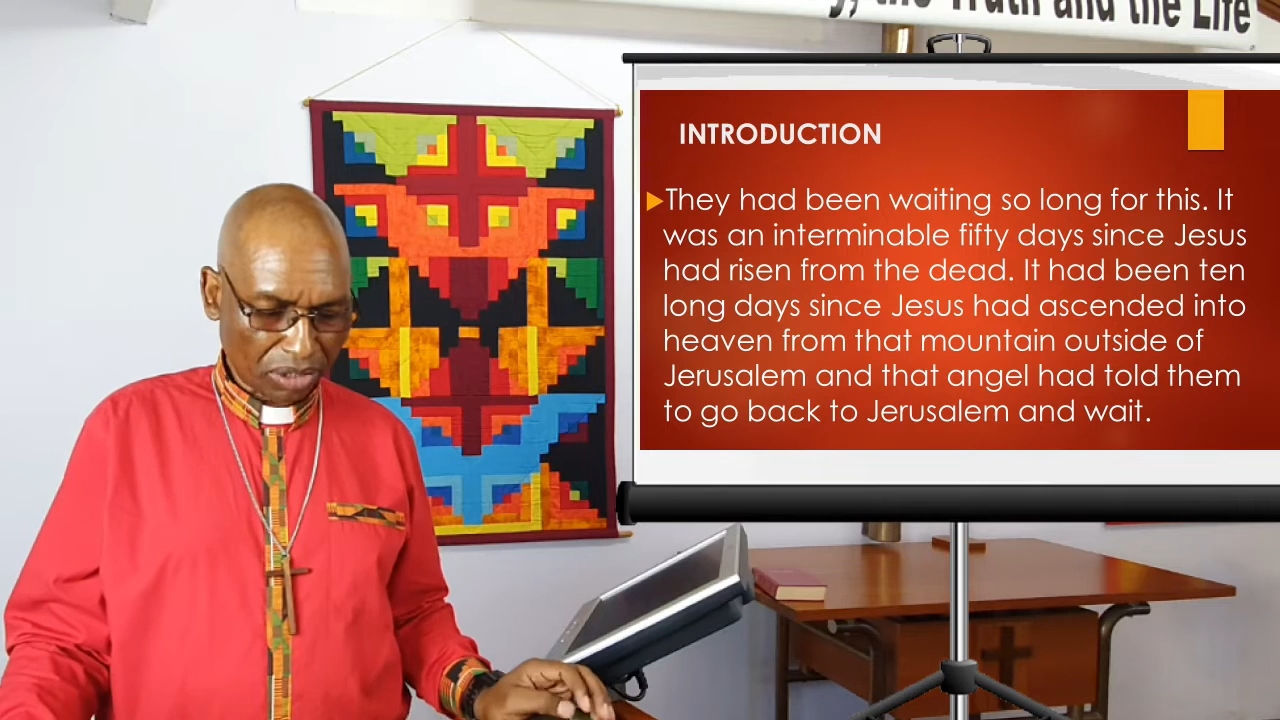 the Truth and the Life
INTRODUCTION
They had been waiting so long for this. It
was an interminable fifty days since Jesus
had risen from the dead. It had been ten
long days since Jesus had ascended into
heaven from that mountain outside of
Jerusalem and that angel had told them
to go back to Jerusalem and wait.